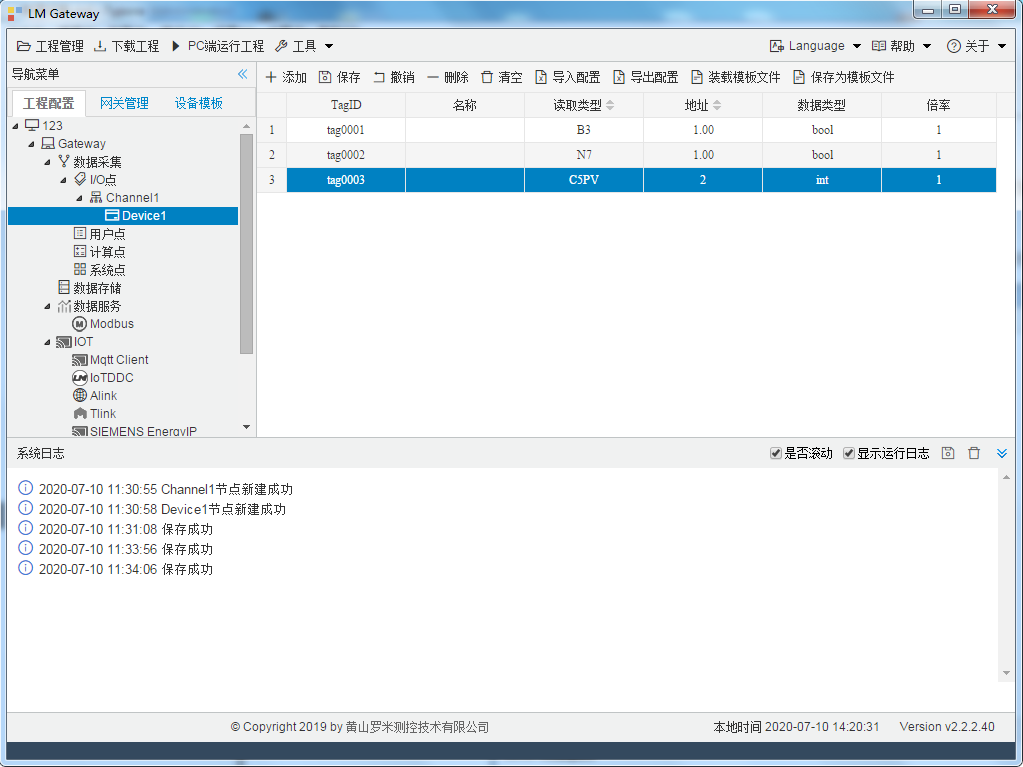 LM Gateway
工程管理 下载工程 PC端运行工程 工具 Language 帮助 关于
导航菜单
添加 保存 撤销 删除 清空 导入配置 导出配置 装载模板文件 保存为模板文件
工程配置 网关管理 设备模板
TagID 名称 读取类型 地址 数据类型 倍率
1 tag0001 B3 1.00 bool 1
2 tag0002 N7 1.00 bool 1
3 tag0003 C5PV 2 int 1
123
Gateway
数据采集
I/O点
Channel1
Device1
用户点
计算点
系统点
数据存储
数据服务
Modbus
IOT
Mqtt Client
IoTDDC
Alink
Tlink
SIEMENS EnergyIP
系统日志 是否滚动 显示运行日志
2020-07-10 11:30:55 Channel1节点新建成功
2020-07-10 11:30:58 Device1节点新建成功
2020-07-10 11:31:08 保存成功
2020-07-10 11:33:56 保存成功
2020-07-10 11:34:06 保存成功
© Copyright 2019 by 黄山罗米测控技术有限公司 本地时间 2020-07-10 14:20:31 Version v2.2.2.40